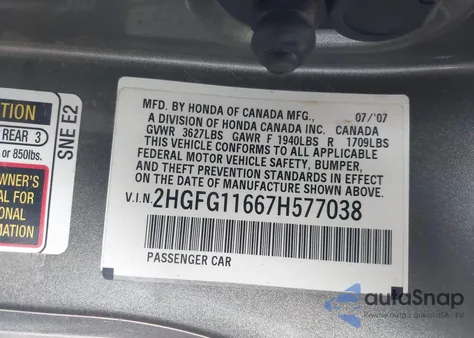 MFD. BY HONDA OF CANADA MFG., 07/'07
A DIVISION OF HONDA CANADA INC. CANADA
GVWR 3627LBS GAWR F 1940LBS R 1709LBS
THIS VEHICLE CONFORMS TO ALL APPLICABLE
FEDERAL MOTOR VEHICLE SAFETY, BUMPER,
AND THEFT PREVENTION STANDARDS IN EFFECT
ON THE DATE OF MANUFACTURE SHOWN ABOVE.
V.I.N. 2HGFG11667H577038
PASSENGER CAR
SNE E2
TION
REAR 3
or 850lbs.
WNER'S
AL FOR
ONAL
MATION
autoSnap